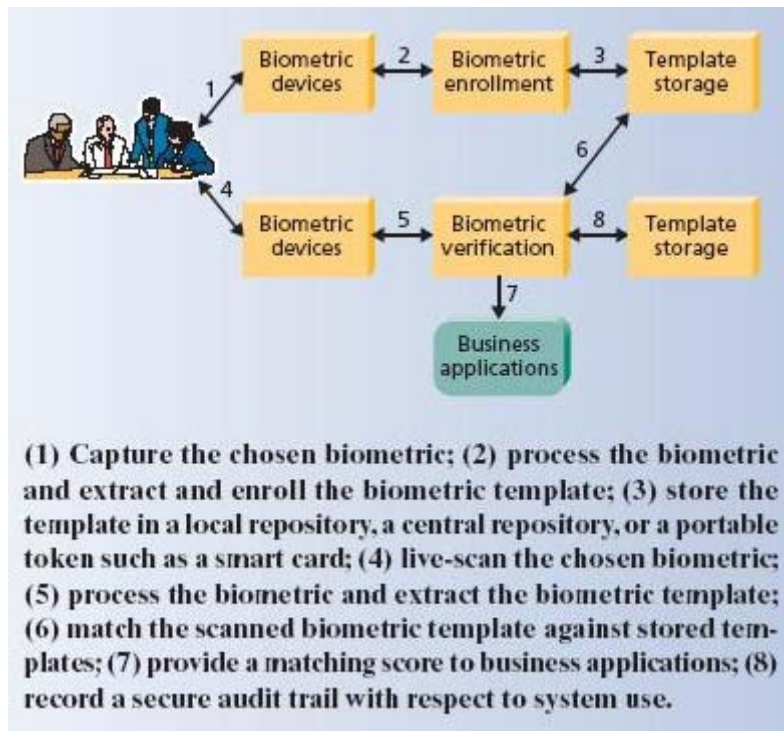 Biometric devices
2
Biometric enrollment
3
Template storage
1
6
4
Biometric devices
5
Biometric verification
8
Template storage
7
Business applications
(1) Capture the chosen biometric; (2) process the biometric
and extract and enroll the biometric template; (3) store the
template in a local repository, a central repository, or a portable
token such as a smart card; (4) live-scan the chosen biometric;
(5) process the biometric and extract the biometric template;
(6) match the scanned biometric template against stored tem-
plates; (7) provide a matching score to business applications; (8)
record a secure audit trail with respect to system use.